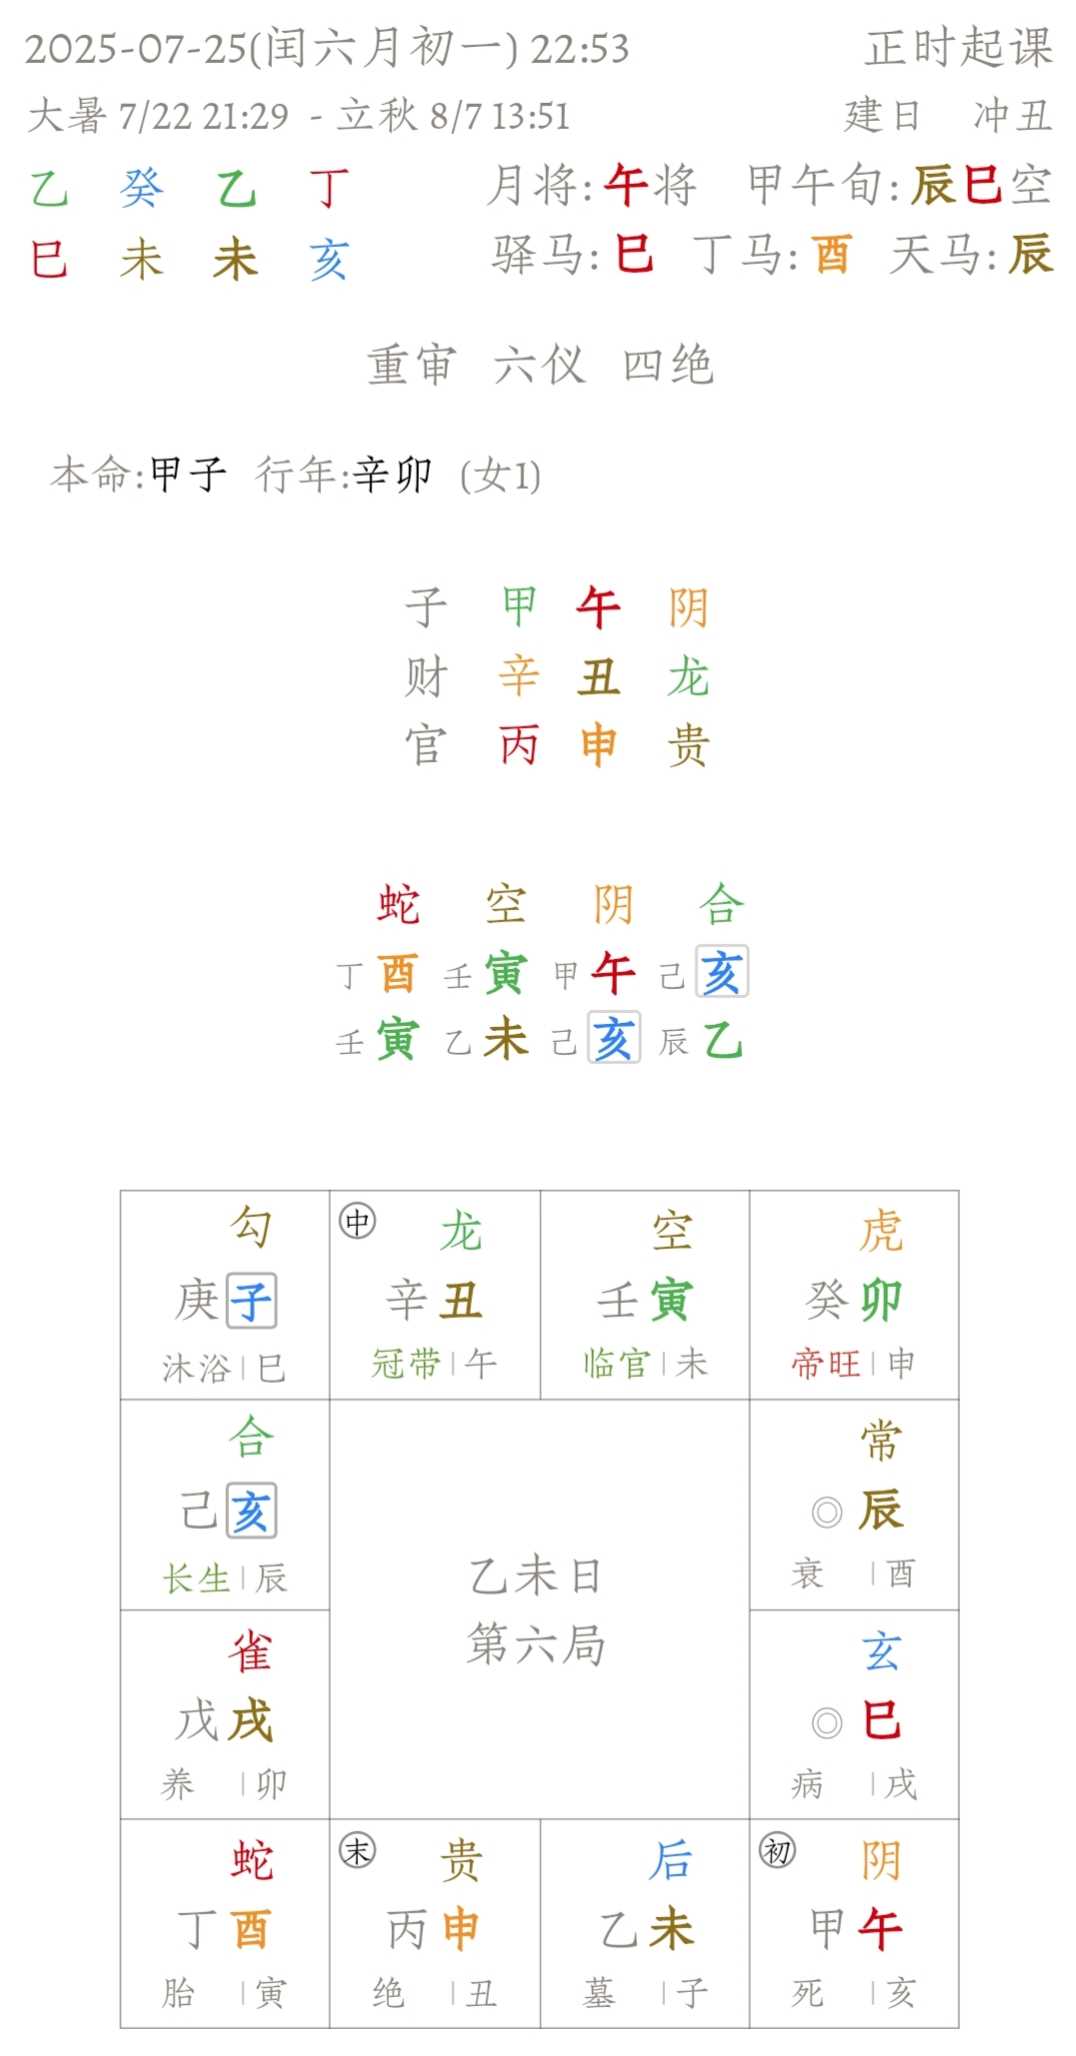 2025-07-25(闰六月初一) 22:53 正时起课
大暑 7/22 21:29 - 立秋 8/7 13:51 建日 冲丑
乙 癸 乙 丁 月将:午将 甲午旬:辰巳空
巳 未 未 亥 驿马:巳 丁马:酉 天马:辰
重审 六仪 四绝
本命:甲子 行年:辛卯 (女1)
子 甲 午 阴
财 辛 丑 龙
官 丙 申 贵
蛇 空 阴 合
丁 酉 壬 寅 甲 午 己 亥
壬 寅 乙 未 己 亥 辰 乙
勾 中 龙 空 虎
庚 子 辛 丑 壬 寅 癸 卯
沐浴|巳 冠带|午 临官|未 帝旺|申
合 常
己 亥 ◎ 辰
长生|辰 衰 |酉
乙未日
第六局
雀 玄
戊 戌 ◎ 巳
养 |卯 病 |戌
蛇 末 贵 后 初 阴
丁 酉 丙 申 乙 未 甲 午
胎 |寅 绝 |丑 墓 |子 死 |亥